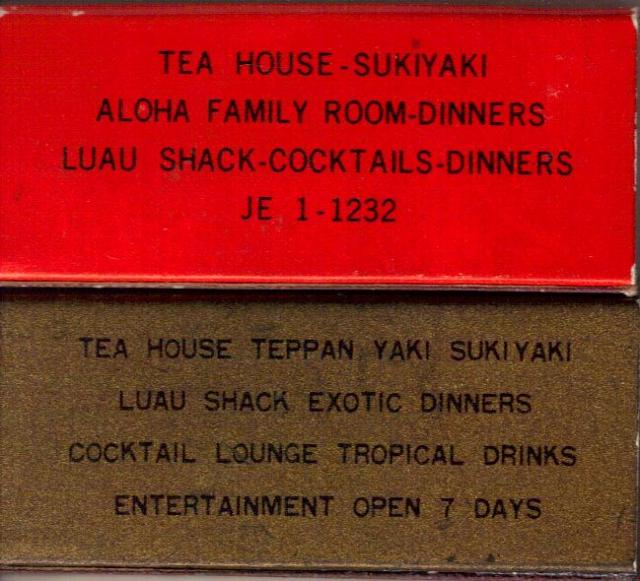 TEA HOUSE-SUKIYAKI
ALOHA FAMILY ROOM-DINNERS
LUAU SHACK-COCKTAILS-DINNERS
JE 1-1232
TEA HOUSE TEPPAN YAKI SUKIYAKI
LUAU SHACK EXOTIC DINNERS
COCKTAIL LOUNGE TROPICAL DRINKS
ENTERTAINMENT OPEN 7 DAYS